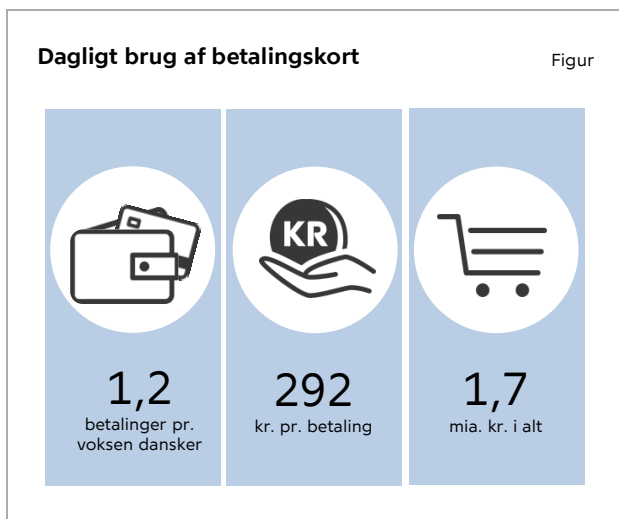 Dagligt brug af betalingskort
Figur
KR
1,2
betalinger pr.
voksen dansker
292
kr. pr. betaling
1,7
mia. kr. i alt